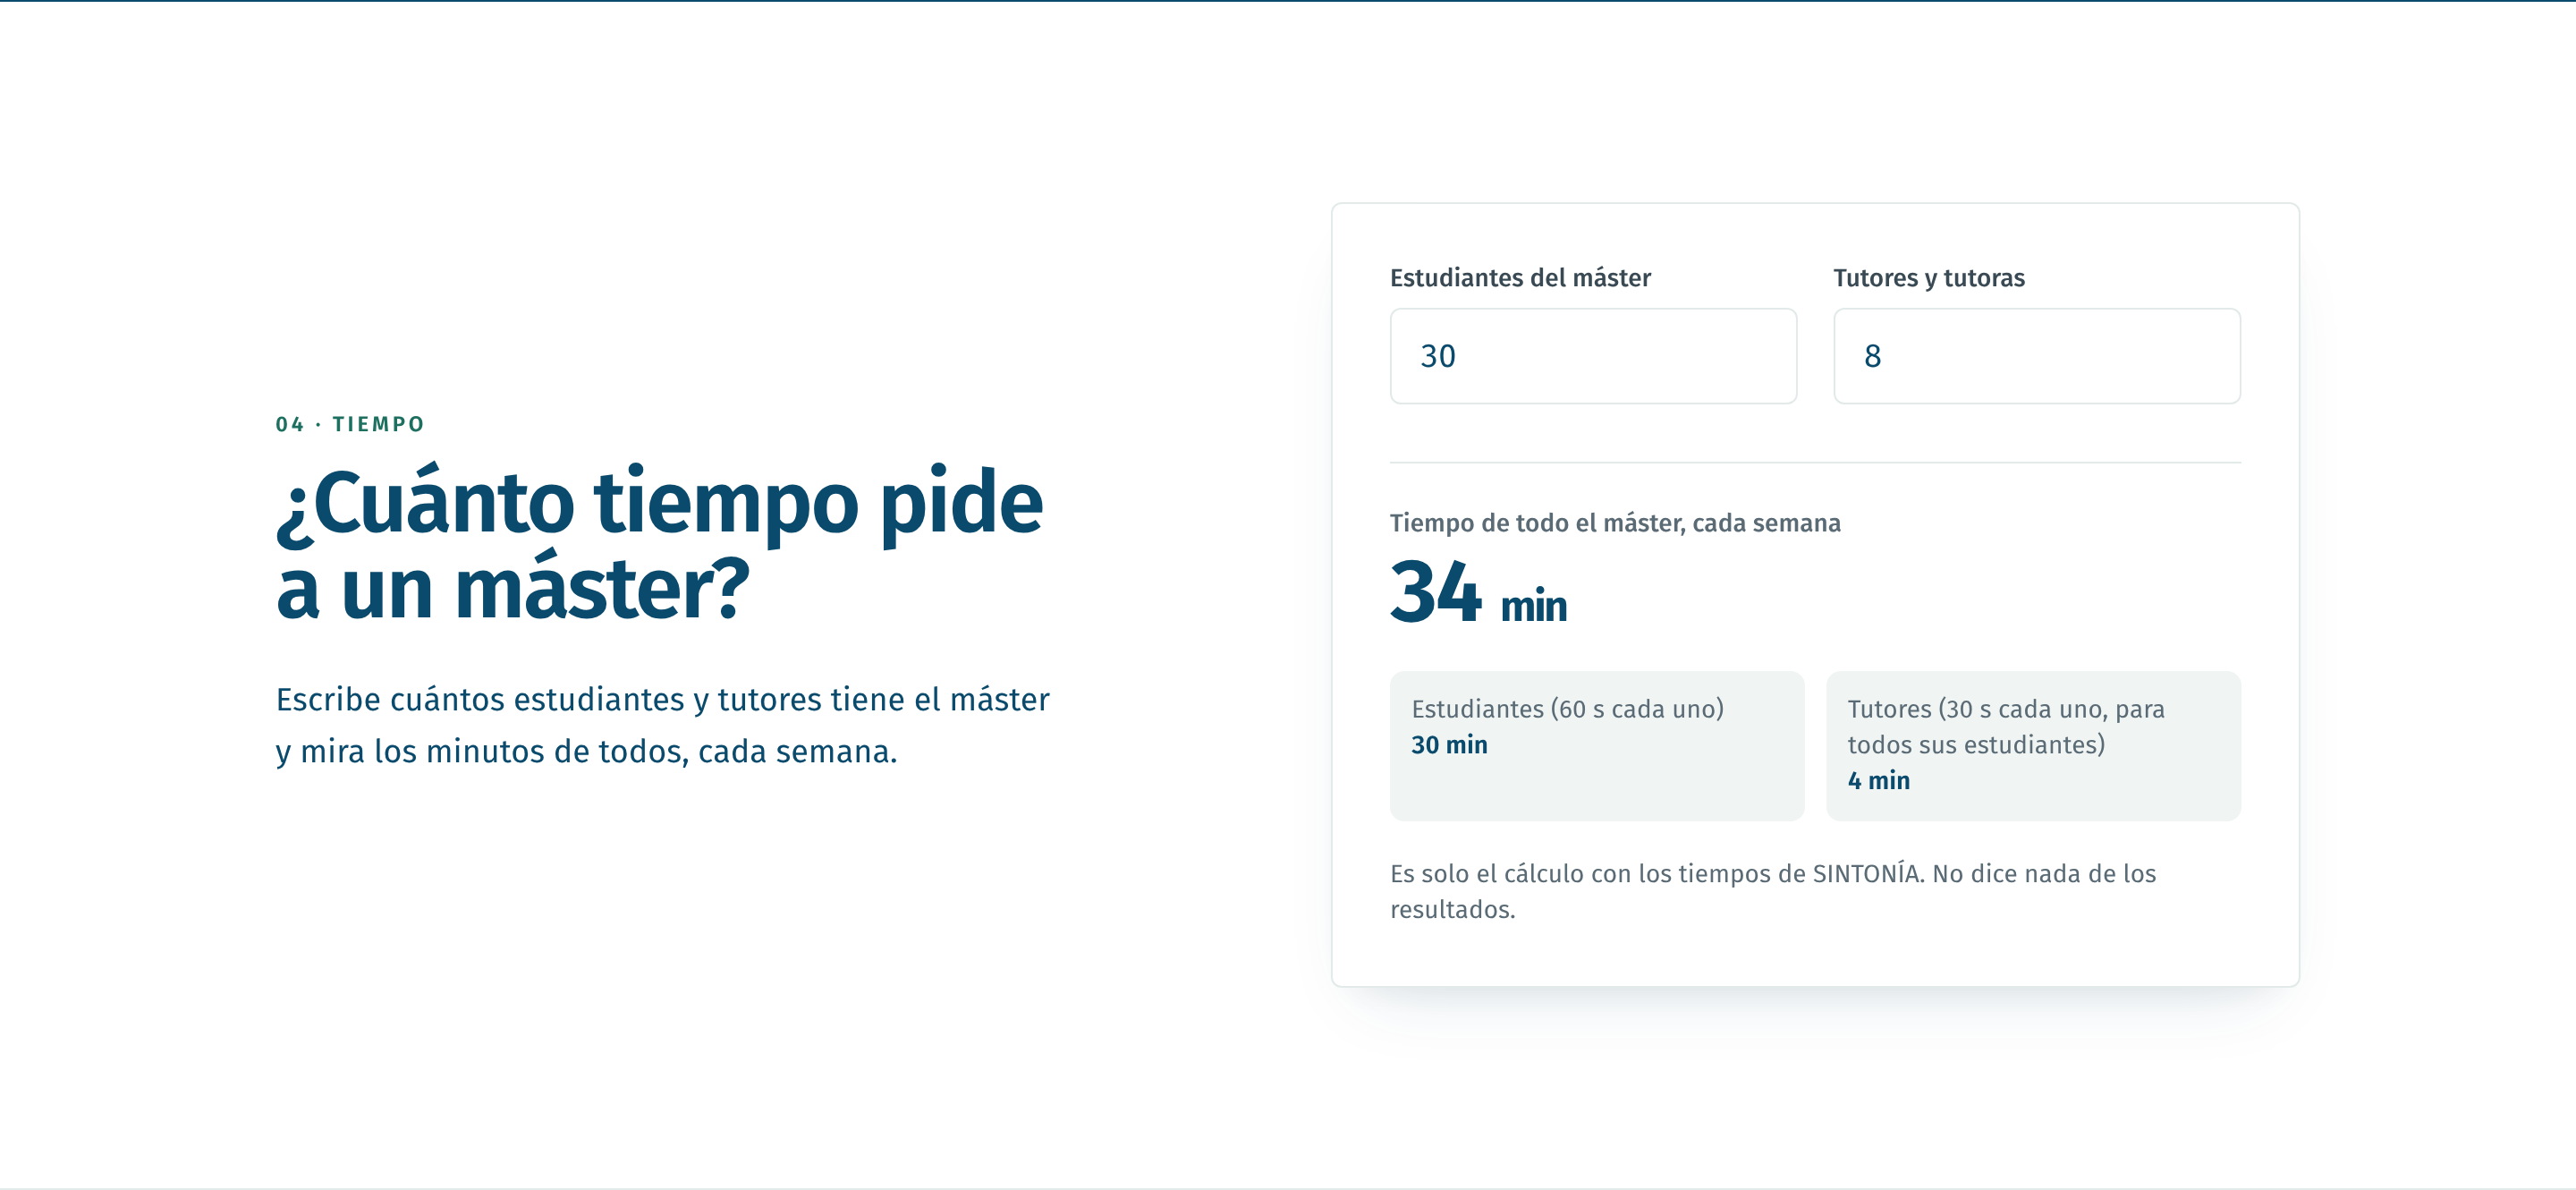 04 · TIEMPO
¿Cuánto tiempo pide
a un máster?
Escribe cuántos estudiantes y tutores tiene el máster
y mira los minutos de todos, cada semana.
Estudiantes del máster
30
Tutores y tutoras
8
Tiempo de todo el máster, cada semana
34 min
Estudiantes (60 s cada uno)
30 min
Tutores (30 s cada uno, para
todos sus estudiantes)
4 min
Es solo el cálculo con los tiempos de SINTONÍA. No dice nada de los
resultados.